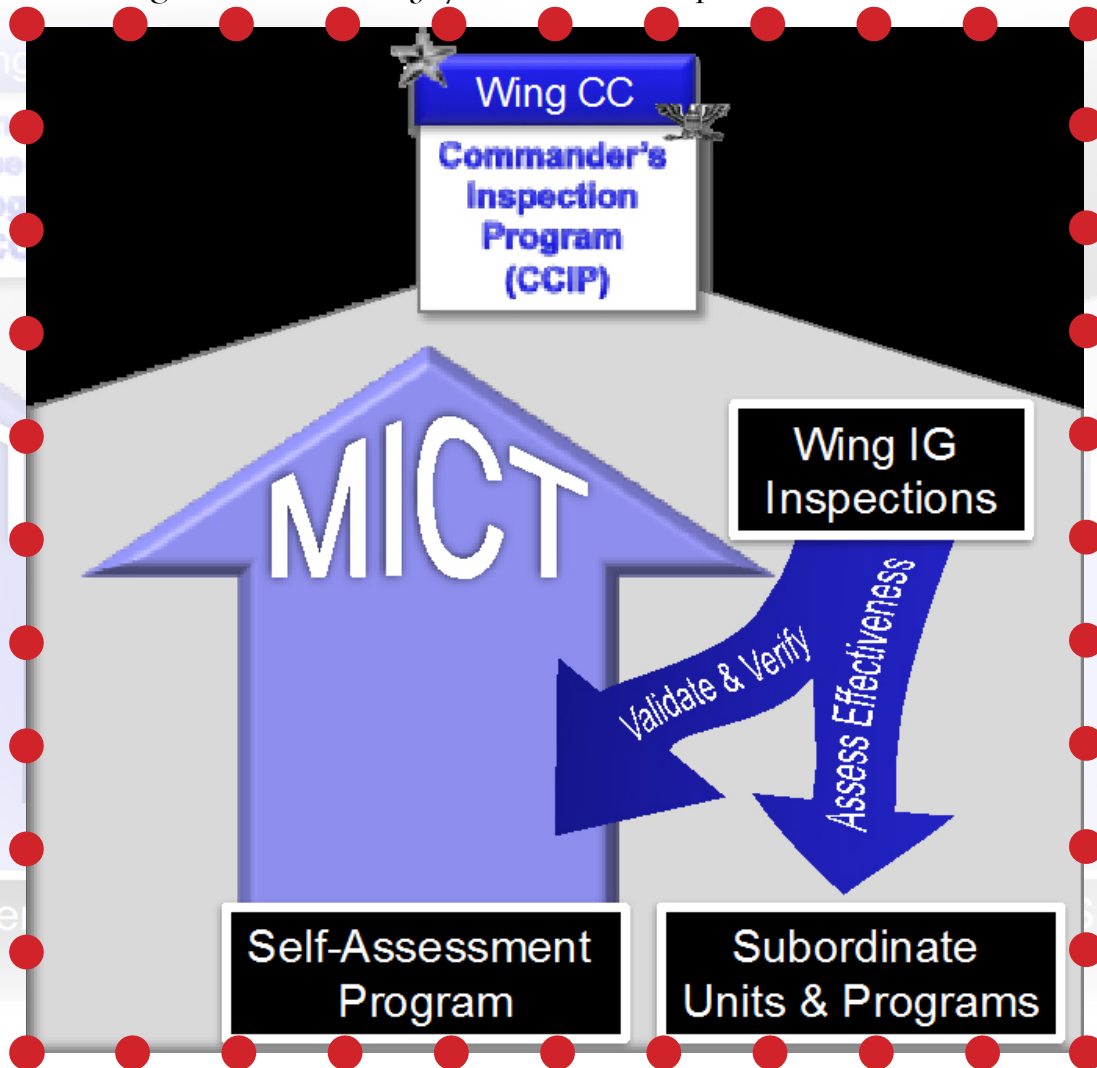 Wing CC
Commander's
Inspection
Program
(CCIP)
MICT
Wing IG
Inspections
Validate & Verify
Assess Effectiveness
Self-Assessment
Program
Subordinate
Units & Programs